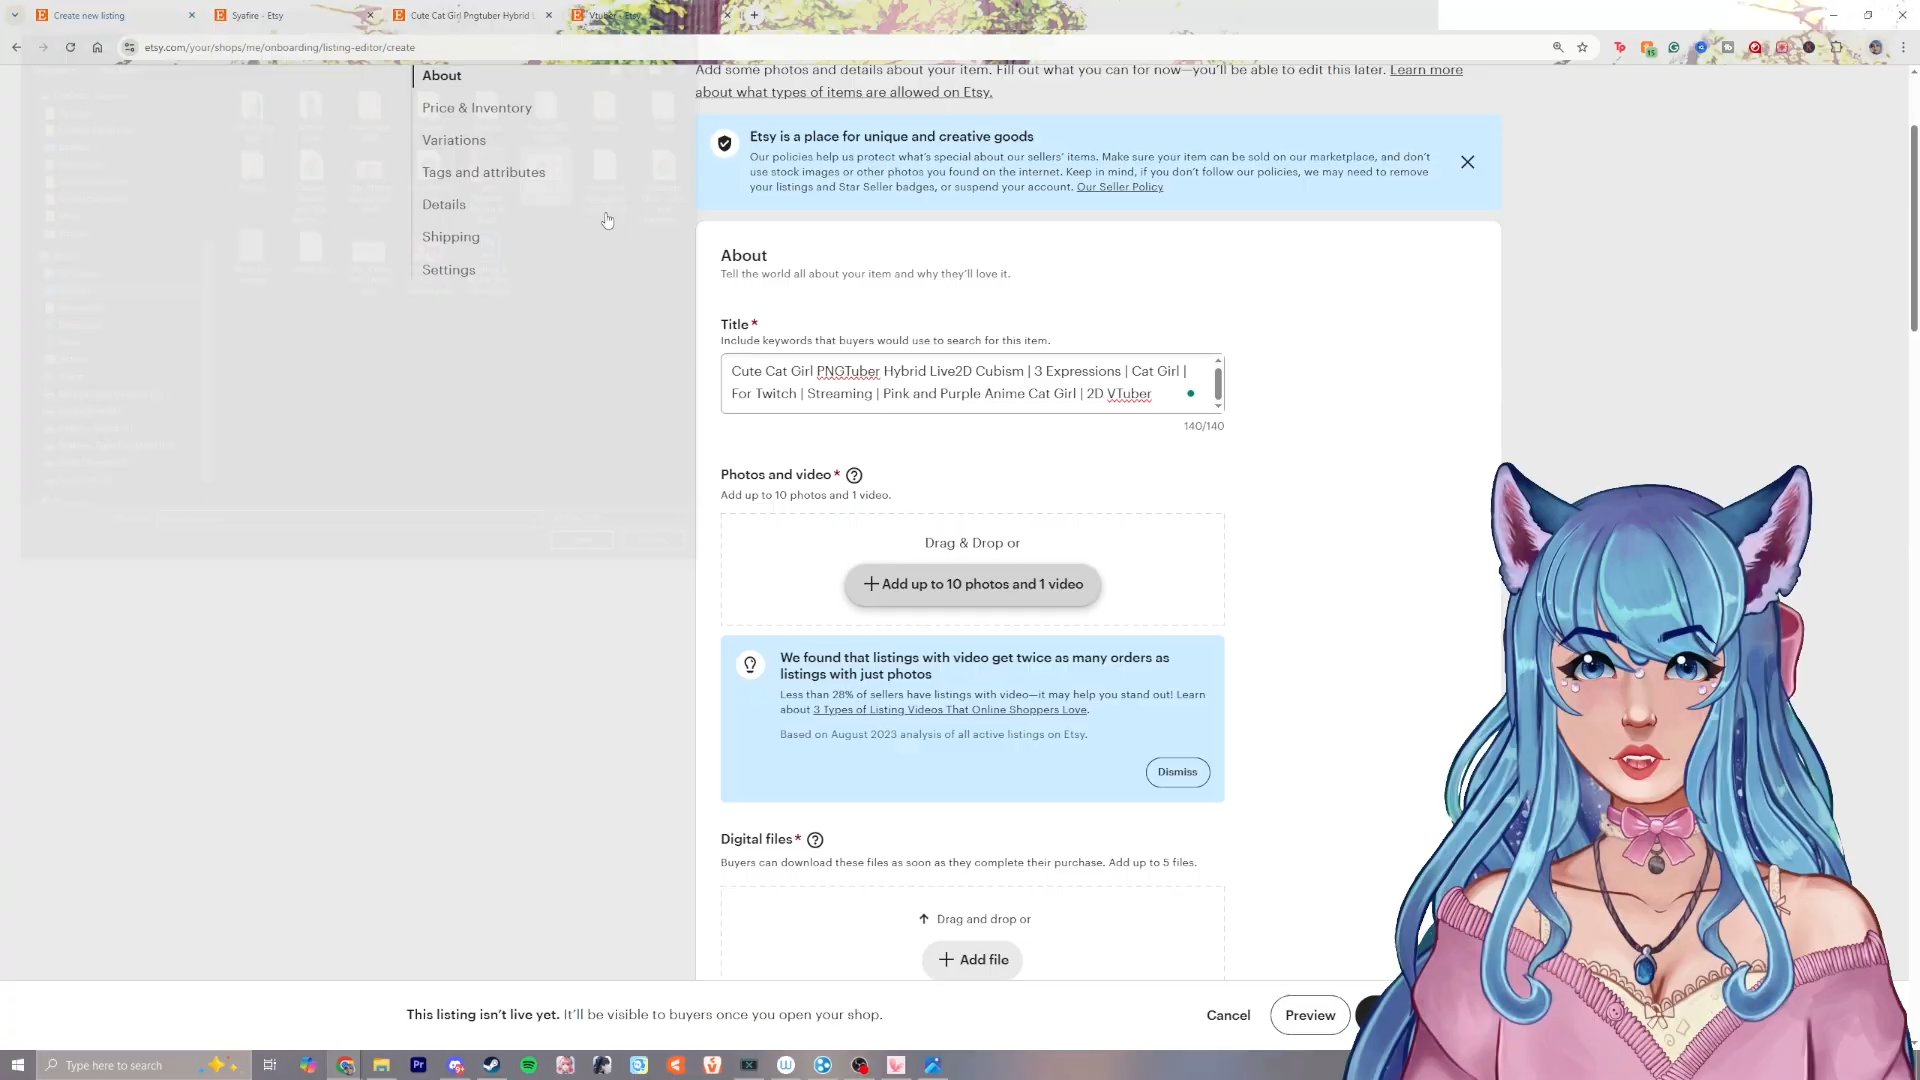 Create new listing
Syafire - Etsy
Cute Cat Girl Pngtuber Hybrid L
Vtuber - Etsy
etsy.com/your/shops/me/onboarding/listing-editor/create
About
Price & Inventory
Variations
Tags and attributes
Details
Shipping
Settings
Add some photos and details about your item. Fill out what you can for now—you'll be able to edit this later. Learn more
about what types of items are allowed on Etsy.
Etsy is a place for unique and creative goods
Our policies help us protect what's special about our sellers' items. Make sure your item can be sold on our marketplace, and don't
use stock images or other photos you found on the internet. Keep in mind, if you don't follow our policies, we may need to remove
your listings and Star Seller badges, or suspend your account. Our Seller Policy
About
Tell the world all about your item and why they'll love it.
Title *
Include keywords that buyers would use to search for this item.
Cute Cat Girl PNGTuber Hybrid Live2D Cubism | 3 Expressions | Cat Girl |
For Twitch | Streaming | Pink and Purple Anime Cat Girl | 2D VTuber
140/140
Photos and video *
Add up to 10 photos and 1 video.
Drag & Drop or
Add up to 10 photos and 1 video
We found that listings with video get twice as many orders as
listings with just photos
Less than 28% of sellers have listings with video—it may help you stand out! Learn
about 3 Types of Listing Videos That Online Shoppers Love.
Based on August 2023 analysis of all active listings on Etsy.
Dismiss
Digital files *
Buyers can download these files as soon as they complete their purchase. Add up to 5 files.
Drag and drop or
Add file
This listing isn't live yet. It'll be visible to buyers once you open your shop.
Cancel
Preview
Type here to search